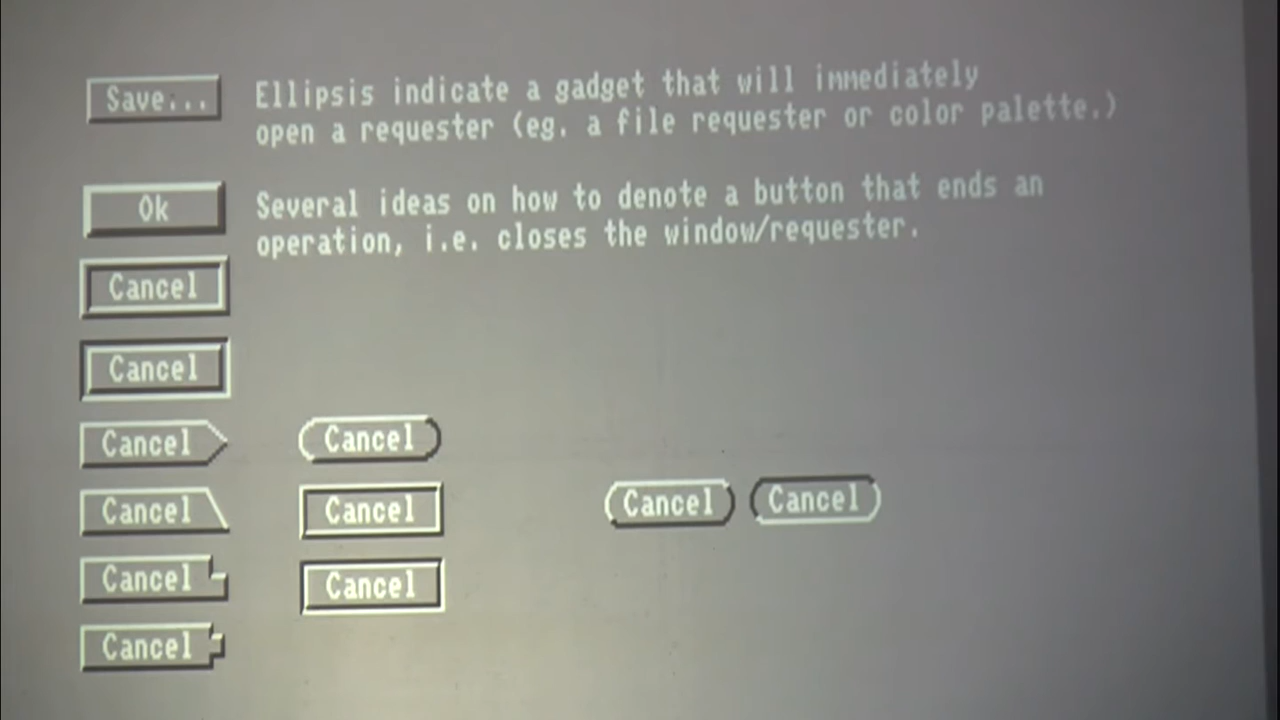 Save...
Ellipsis indicate a gadget that will immediately
open a requester (eg. a file requester or color palette.)
Ok
Several ideas on how to denote a button that ends an
operation, i.e. closes the window/requester.
Cancel
Cancel
Cancel
Cancel
Cancel
Cancel
Cancel
Cancel
Cancel
Cancel
Cancel
Cancel